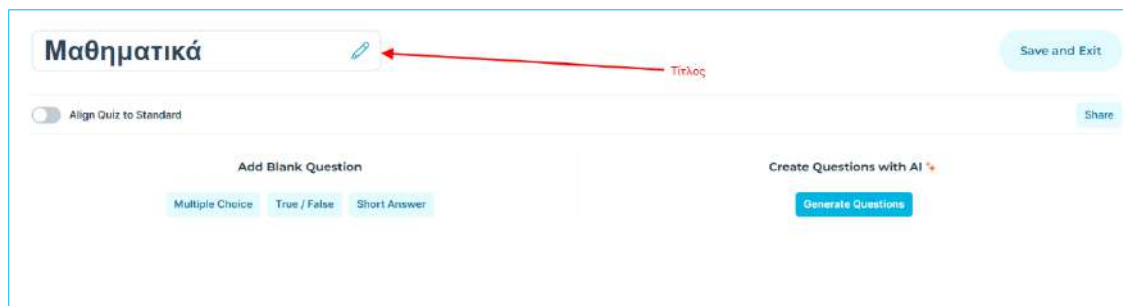 Μαθηματικά
Save and Exit
Τίτλος
Align Quiz to Standard
Share
Add Blank Question
Create Questions with AI
Multiple Choice True / False Short Answer
Generate Questions